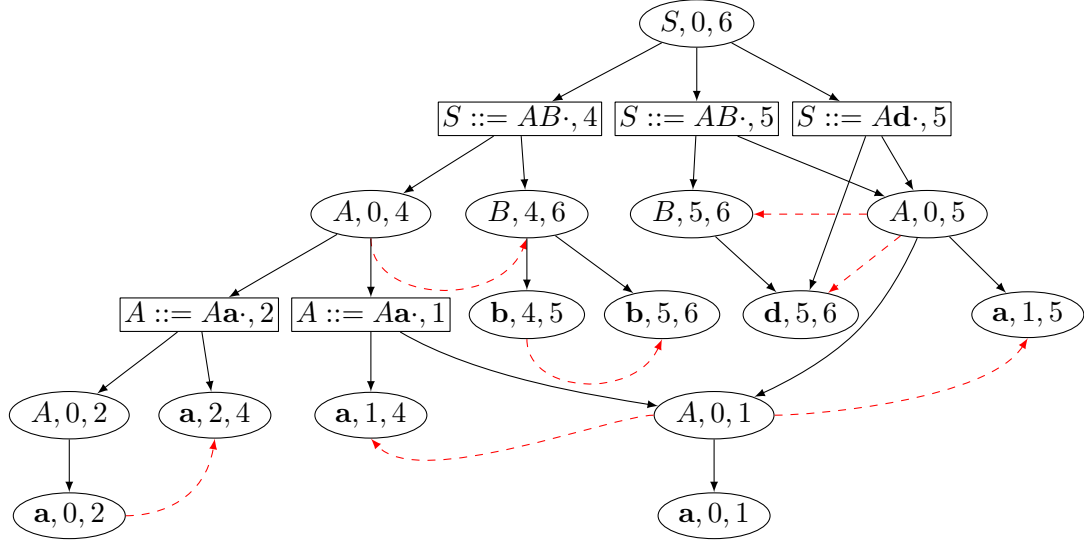 S, 0, 6
S ::= AB·, 4
S ::= AB·, 5
S ::= Ad·, 5
A, 0, 4
B, 4, 6
B, 5, 6
A, 0, 5
A ::= Aa·, 2
A ::= Aa·, 1
b, 4, 5
b, 5, 6
d, 5, 6
a, 1, 5
A, 0, 2
a, 2, 4
a, 1, 4
A, 0, 1
a, 0, 2
a, 0, 1